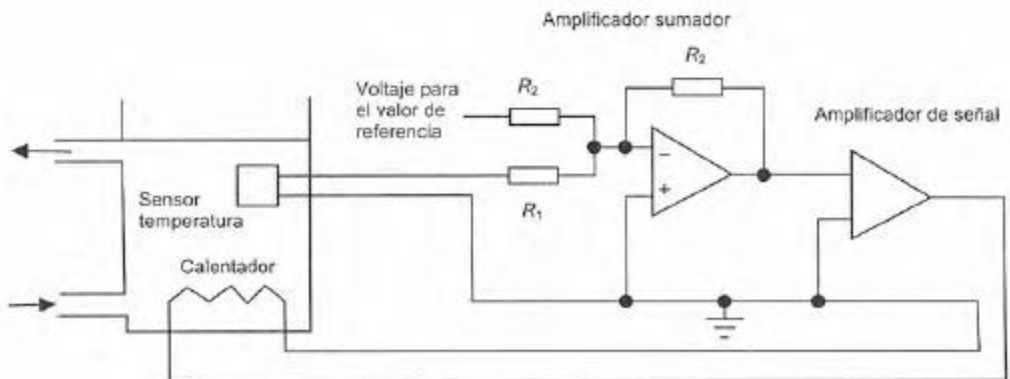 Amplificador sumador
R2
Voltaje para
el valor de
referencia
R2
Amplificador de señal
−
+
Sensor
temperatura
R1
Calentador